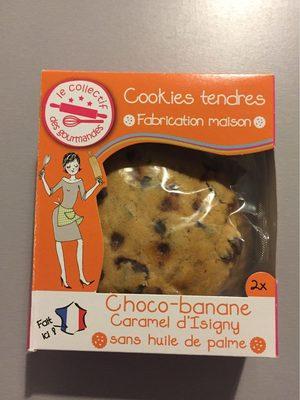 le collectif
des gourmandes
Cookies tendres
Fabrication maison
2x
Choco-banane
Caramel d'Isigny
sans huile de palme
Fait
ici !